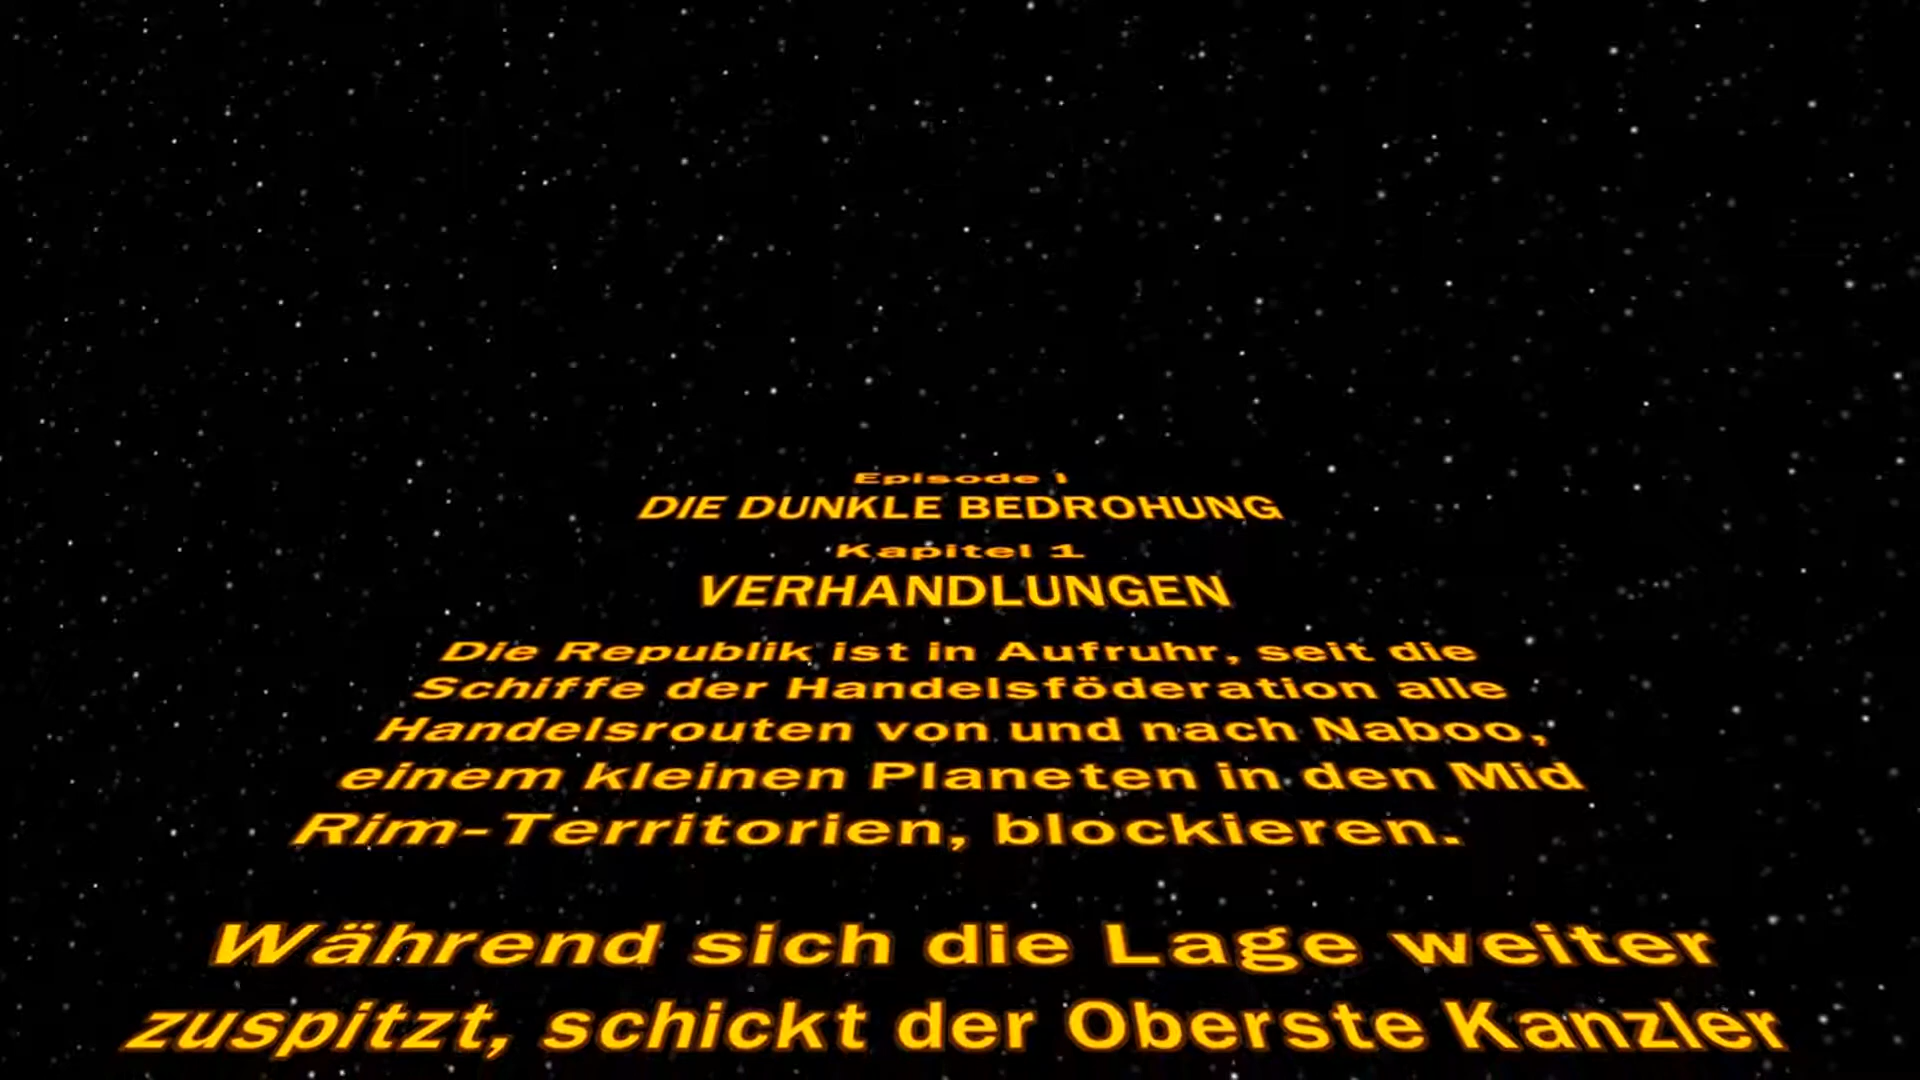 Episode I
DIE DUNKLE BEDROHUNG
Kapitel 1
VERHANDLUNGEN
Die Republik ist in Aufruhr, seit die
Schiffe der Handelsföderation alle
Handelsrouten von und nach Naboo,
einem kleinen Planeten in den Mid
Rim-Territorien, blockieren.
Während sich die Lage weiter
zuspitzt, schickt der Oberste Kanzler